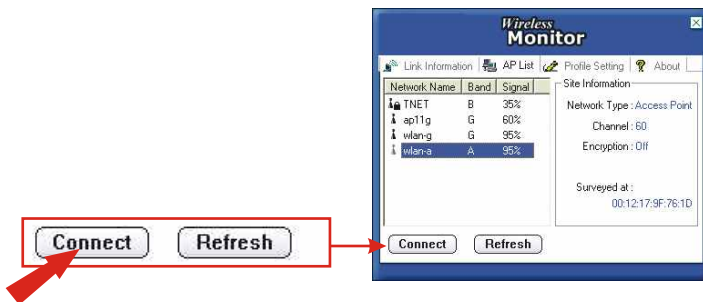 Wireless
Monitor
Link Information AP List Profile Setting About
Network Name Band Signal
TNET B 35%
ap11g G 60%
wlan-g G 95%
wlan-a A 95%
Site Information
Network Type : Access Point
Channel : 60
Encryption : Off
Surveyed at :
00:12:17:9F:76:1D
Connect Refresh
Connect Refresh